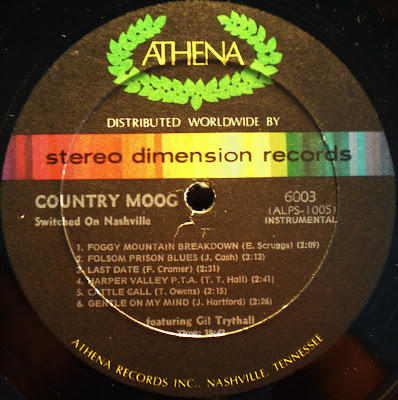 ATHENA
DISTRIBUTED WORLDWIDE BY
stereo dimension records
COUNTRY MOOG
Switched On Nashville
6003
(ALPS-1005)
INSTRUMENTAL
1. FOGGY MOUNTAIN BREAKDOWN (E. Scruggs) (2:09)
2. FOLSOM PRISON BLUES (J. Cash) (3:13)
3. LAST DATE (F. Cramer) (2:31)
4. HARPER VALLEY P.T.A. (T. T. Hall) (2:41)
5. CATTLE CALL (T. Owens) (2:15)
6. GENTLE ON MY MIND (J. Hartford) (2:26)
featuring Gil Trythall
ATHENA RECORDS INC., NASHVILLE, TENNESSEE